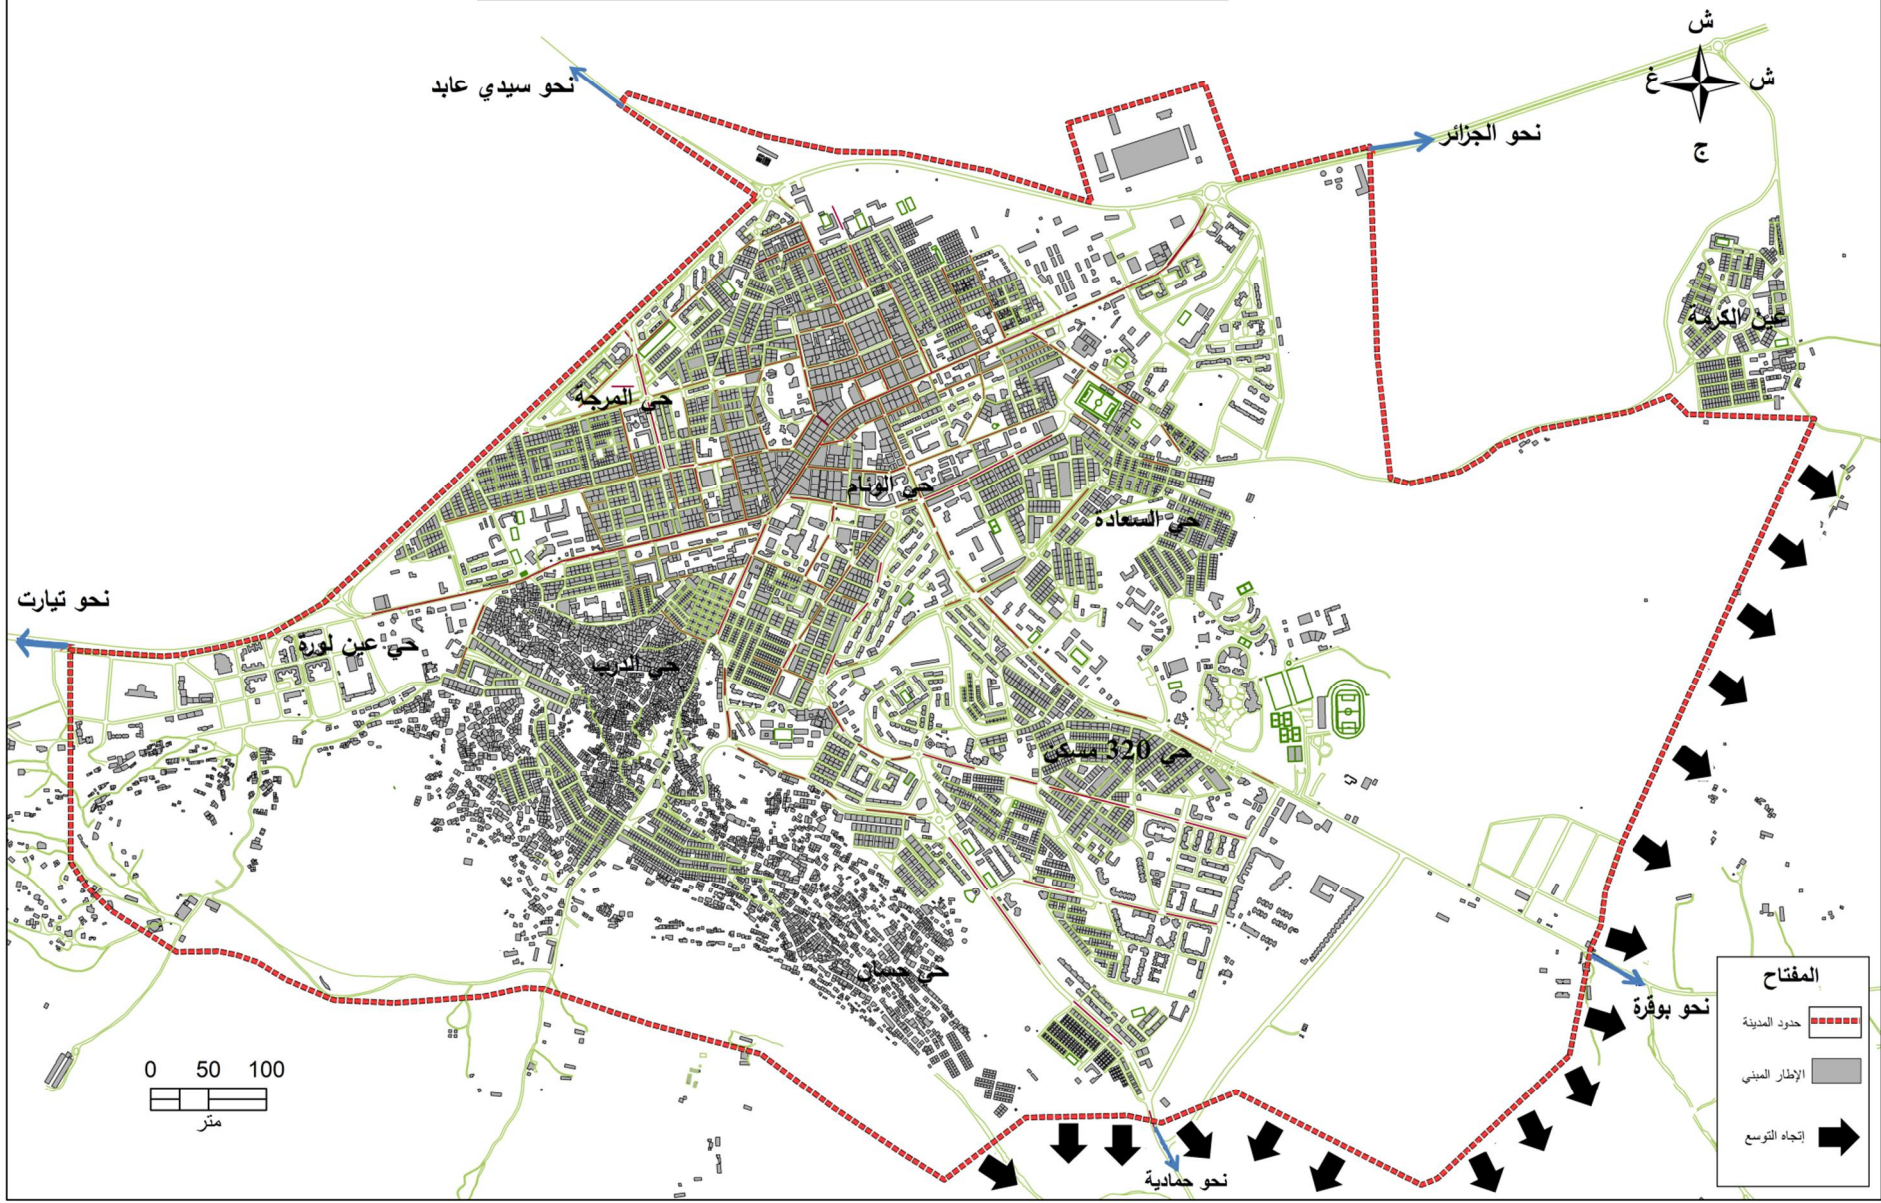 ش
نحو سيدي عابد
ش
غ
نحو الجزائر
ج
عين الكرمة
حي المرجة
حي الوئام
حي السعادة
نحو تيارت
حي عين لورة
حي الدرب
حي 320 مسكن
حي حسان
المفتاح
نحو بوقرة
حدود المدينة
الإطار المبني
0 50 100
متر
إتجاه التوسع
نحو حمادية